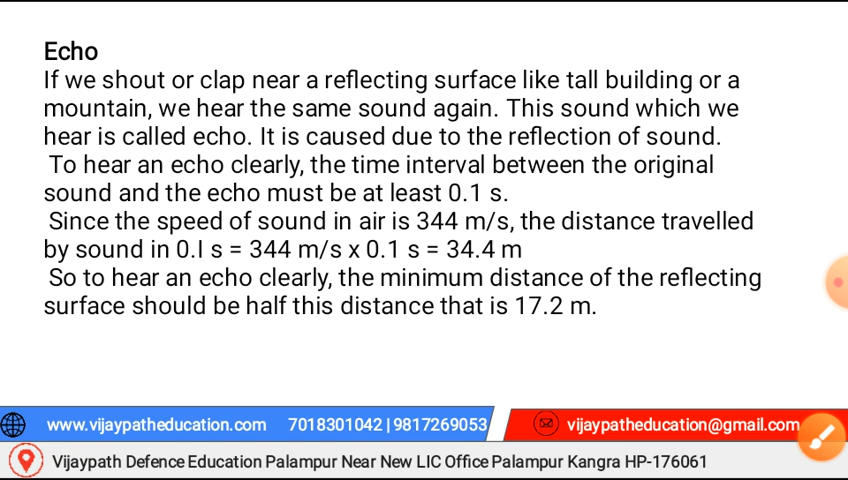 Echo
If we shout or clap near a reflecting surface like tall building or a
mountain, we hear the same sound again. This sound which we
hear is called echo. It is caused due to the reflection of sound.
To hear an echo clearly, the time interval between the original
sound and the echo must be at least 0.1 s.
Since the speed of sound in air is 344 m/s, the distance travelled
by sound in 0.I s = 344 m/s x 0.1 s = 34.4 m
So to hear an echo clearly, the minimum distance of the reflecting
surface should be half this distance that is 17.2 m.
www.vijaypatheducation.com 7018301042 | 9817269053 vijaypatheducation@gmail.com
Vijaypath Defence Education Palampur Near New LIC Office Palampur Kangra HP-176061